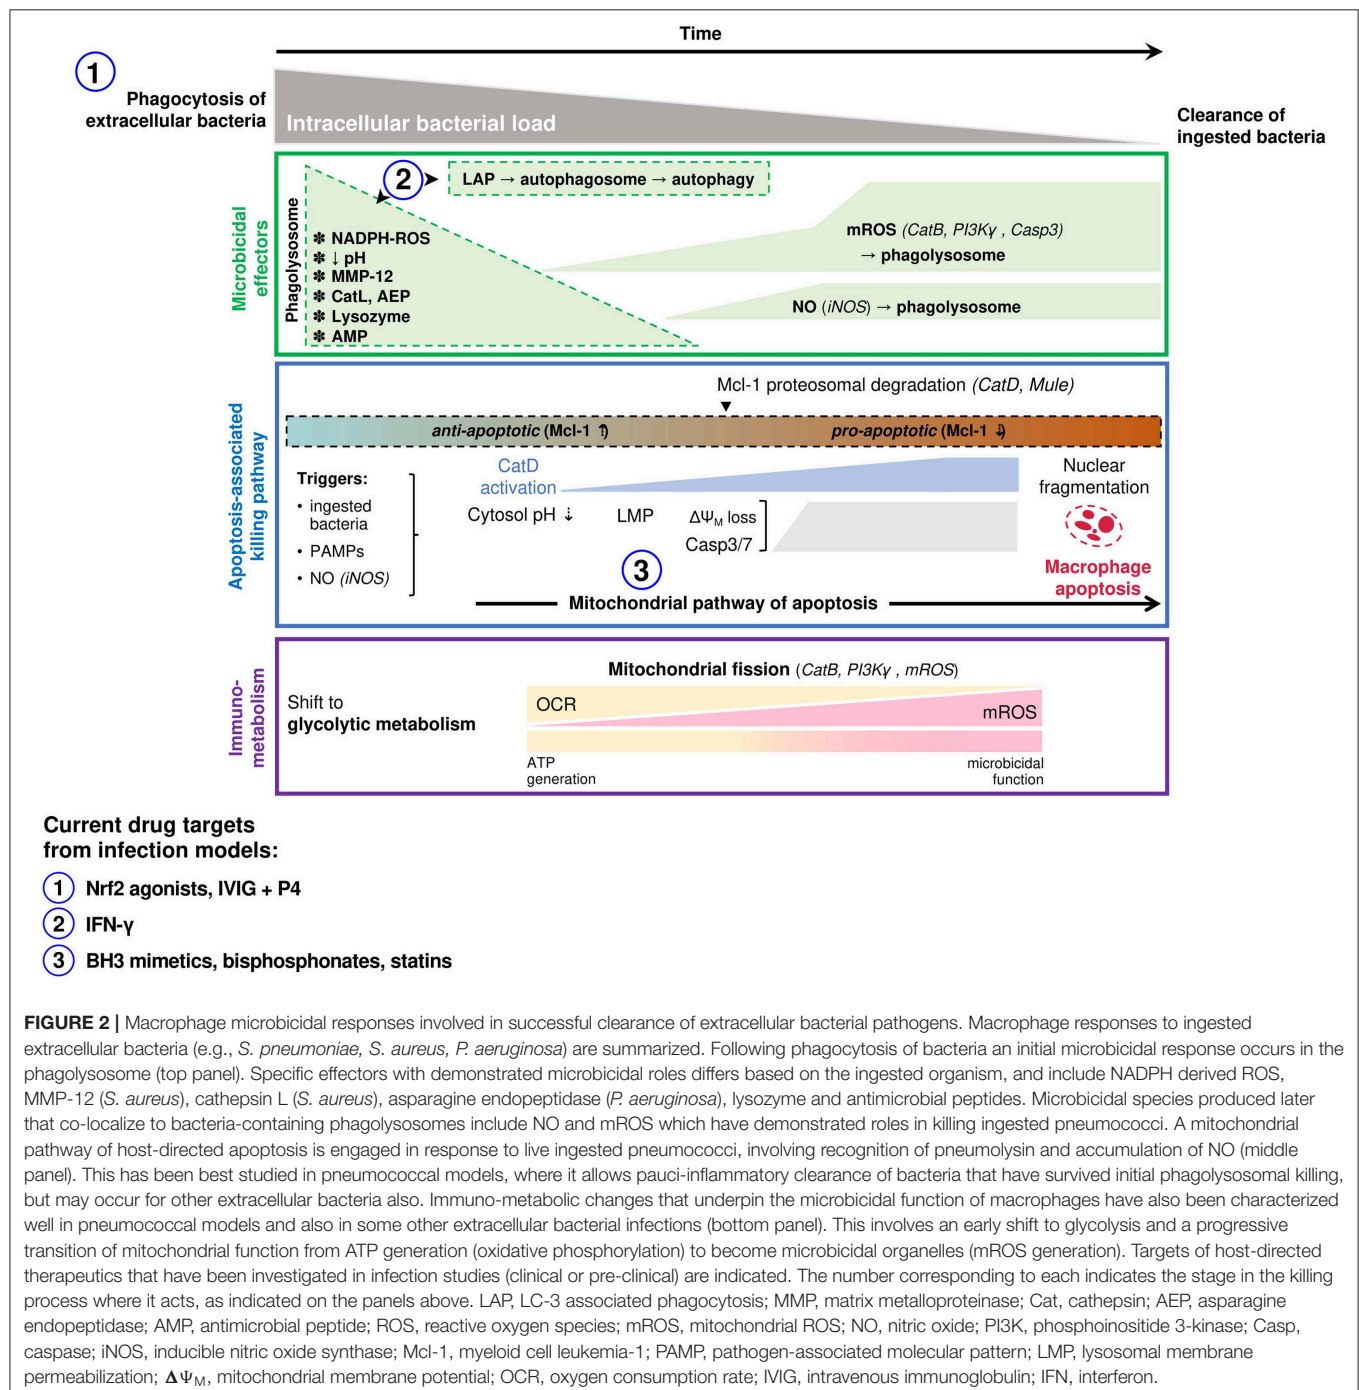 Time
1
Phagocytosis of
extracellular bacteria
Intracellular bacterial load
Clearance of
ingested bacteria
Microbicidal
effectors
Phagolysosome
2
LAP → autophagosome → autophagy
✽ NADPH-ROS
✽ ↓ pH
✽ MMP-12
✽ CatL, AEP
✽ Lysozyme
✽ AMP
mROS (CatB, PI3Kγ , Casp3)
→ phagolysosome
NO (iNOS) → phagolysosome
Apoptosis-associated
killing pathway
Mcl-1 proteosomal degradation (CatD, Mule)
anti-apoptotic (Mcl-1 ↑)
pro-apoptotic (Mcl-1 ↓)
Triggers:
• ingested
bacteria
• PAMPs
• NO (iNOS)
CatD
activation
Cytosol pH ↓
LMP
ΔΨM loss
Casp3/7
Nuclear
fragmentation
Macrophage
apoptosis
3
Mitochondrial pathway of apoptosis
Immuno-
metabolism
Mitochondrial fission (CatB, PI3Kγ , mROS)
Shift to
glycolytic metabolism
OCR
mROS
ATP
generation
microbicidal
function
Current drug targets
from infection models:
1 Nrf2 agonists, IVIG + P4
2 IFN-γ
3 BH3 mimetics, bisphosphonates, statins
FIGURE 2 | Macrophage microbicidal responses involved in successful clearance of extracellular bacterial pathogens. Macrophage responses to ingested
extracellular bacteria (e.g., S. pneumoniae, S. aureus, P. aeruginosa) are summarized. Following phagocytosis of bacteria an initial microbicidal response occurs in the
phagolysosome (top panel). Specific effectors with demonstrated microbicidal roles differs based on the ingested organism, and include NADPH derived ROS,
MMP-12 (S. aureus), cathepsin L (S. aureus), asparagine endopeptidase (P. aeruginosa), lysozyme and antimicrobial peptides. Microbicidal species produced later
that co-localize to bacteria-containing phagolysosomes include NO and mROS which have demonstrated roles in killing ingested pneumococci. A mitochondrial
pathway of host-directed apoptosis is engaged in response to live ingested pneumococci, involving recognition of pneumolysin and accumulation of NO (middle
panel). This has been best studied in pneumococcal models, where it allows pauci-inflammatory clearance of bacteria that have survived initial phagolysosomal killing,
but may occur for other extracellular bacteria also. Immuno-metabolic changes that underpin the microbicidal function of macrophages have also been characterized
well in pneumococcal models and also in some other extracellular bacterial infections (bottom panel). This involves an early shift to glycolysis and a progressive
transition of mitochondrial function from ATP generation (oxidative phosphorylation) to become microbicidal organelles (mROS generation). Targets of host-directed
therapeutics that have been investigated in infection studies (clinical or pre-clinical) are indicated. The number corresponding to each indicates the stage in the killing
process where it acts, as indicated on the panels above. LAP, LC-3 associated phagocytosis; MMP, matrix metalloproteinase; Cat, cathepsin; AEP, asparagine
endopeptidase; AMP, antimicrobial peptide; ROS, reactive oxygen species; mROS, mitochondrial ROS; NO, nitric oxide; PI3K, phosphoinositide 3-kinase; Casp,
caspase; iNOS, inducible nitric oxide synthase; Mcl-1, myeloid cell leukemia-1; PAMP, pathogen-associated molecular pattern; LMP, lysosomal membrane
permeabilization; ΔΨM, mitochondrial membrane potential; OCR, oxygen consumption rate; IVIG, intravenous immunoglobulin; IFN, interferon.